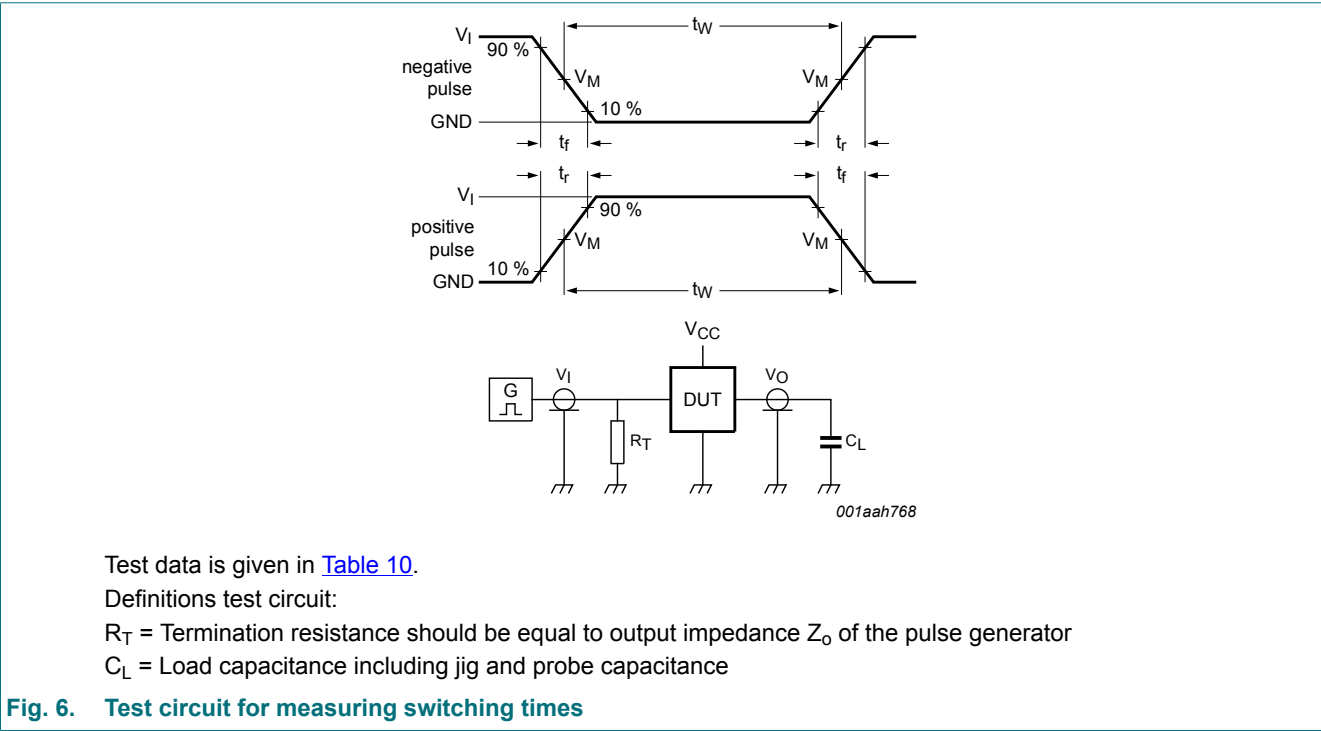 tW
VI
90 %
negative
pulse
VM
VM
10 %
GND
tf
tr
tr
tf
VI
90 %
positive
pulse
VM
VM
10 %
GND
tW
VCC
G
VI
DUT
VO
RT
CL
001aah768
Test data is given in Table 10.
Definitions test circuit:
RT = Termination resistance should be equal to output impedance Zo of the pulse generator
CL = Load capacitance including jig and probe capacitance
Fig. 6. Test circuit for measuring switching times